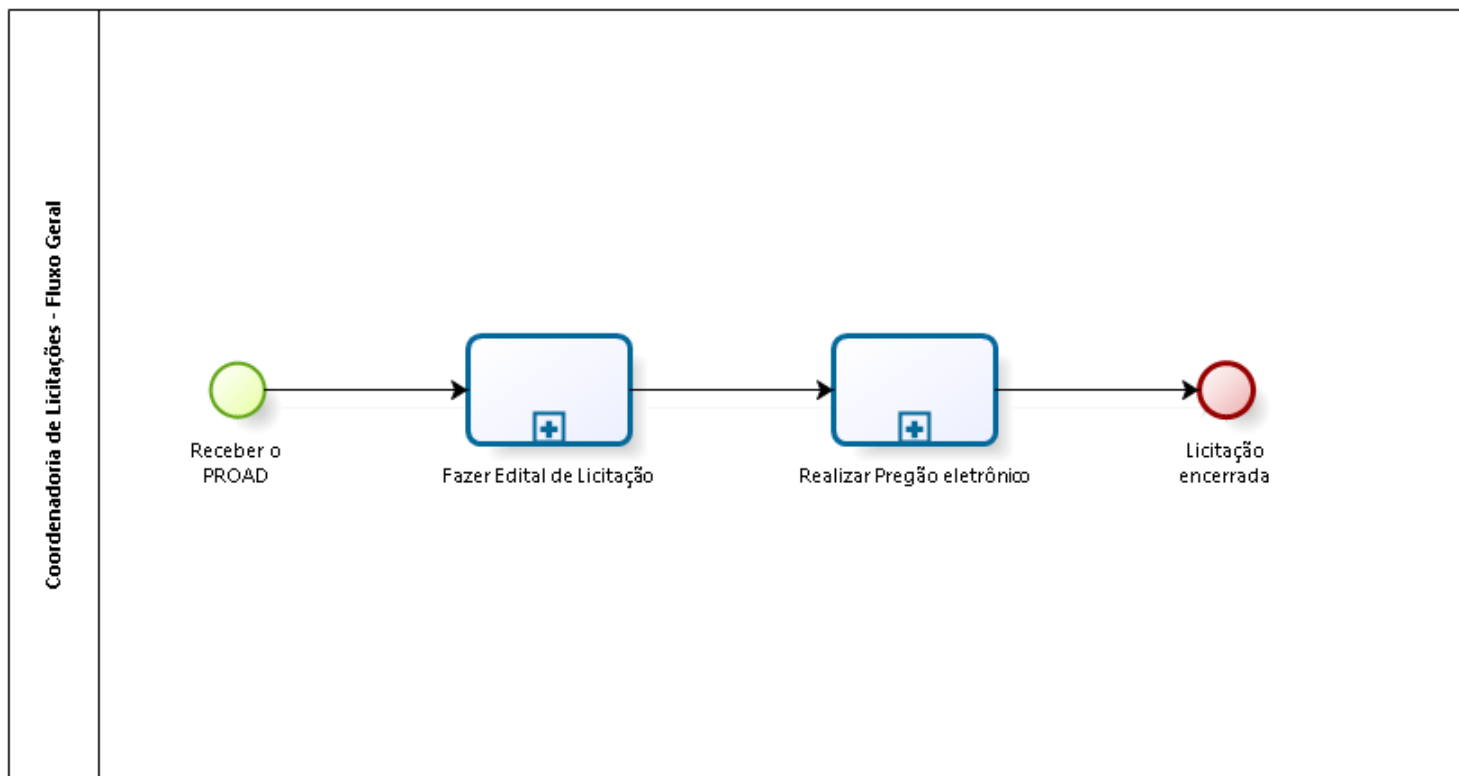 Coordenadoria de Licitações - Fluxo Geral
Receber o
PROAD
Fazer Edital de Licitação
Realizar Pregão eletrônico
Licitação
encerrada